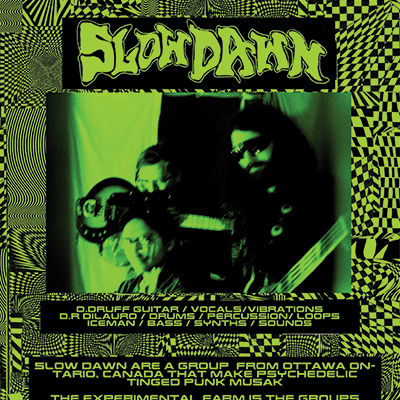 SLOW DAWN
D.DRUFF GUITAR / VOCALS/VIBRATIONS
D.R DILAURO / DRUMS / PERCUSSION/ LOOPS
ICEMAN / BASS / SYNTHS / SOUNDS
SLOW DAWN ARE A GROUP FROM OTTAWA ON-
TARIO, CANADA THAT MAKE PSYCHEDELIC
TINGED PUNK MUSAK
THE EXPERIMENTAL FARM IS THE GROUPS